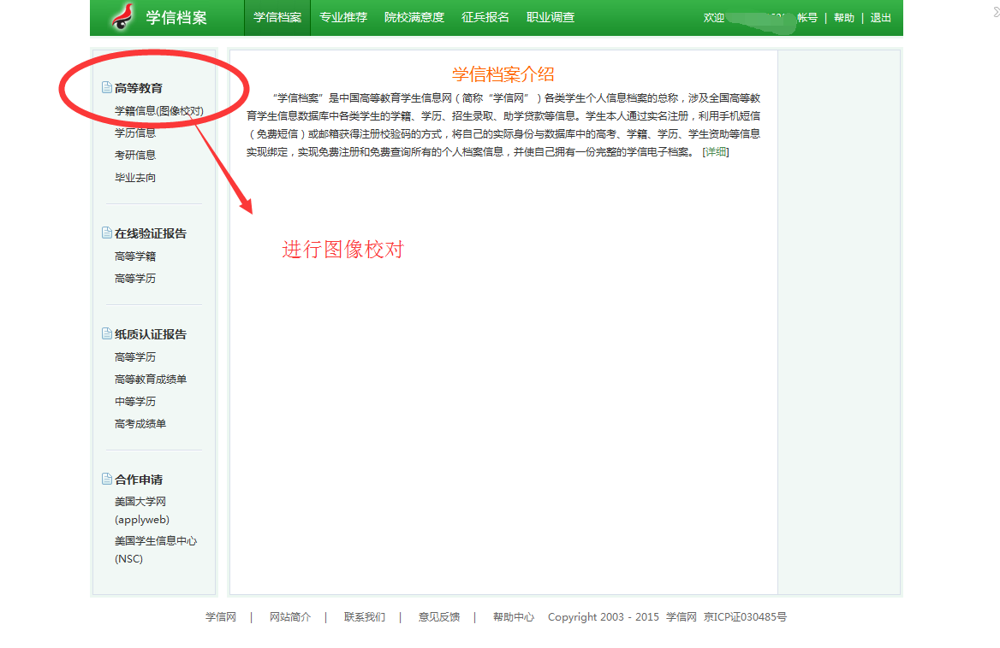 学信档案
学信档案 专业推荐 院校满意度 征兵报名 职业调查
欢迎 帐号 | 帮助 | 退出
高等教育
学籍信息(图像校对)
学历信息
考研信息
毕业去向
在线验证报告
高等学籍
高等学历
纸质认证报告
高等学历
高等教育成绩单
中等学历
高考成绩单
合作申请
美国大学网
(applyweb)
美国学生信息中心
(NSC)
学信档案介绍
“学信档案”是中国高等教育学生信息网（简称“学信网”）各类学生个人信息档案的总称，涉及全国高等教
育学生信息数据库中各类学生的学籍、学历、招生录取、助学贷款等信息。学生本人通过实名注册，利用手机短信
（免费短信）或邮箱获得注册校验码的方式，将自己的实际身份与数据库中的高考、学籍、学历、学生资助等信息
实现绑定，实现免费注册和免费查询所有的个人档案信息，并使自己拥有一份完整的学信电子档案。 [详细]
进行图像校对
学信网 | 网站简介 | 联系我们 | 意见反馈 | 帮助中心 Copyright 2003 - 2015 学信网 京ICP证030485号